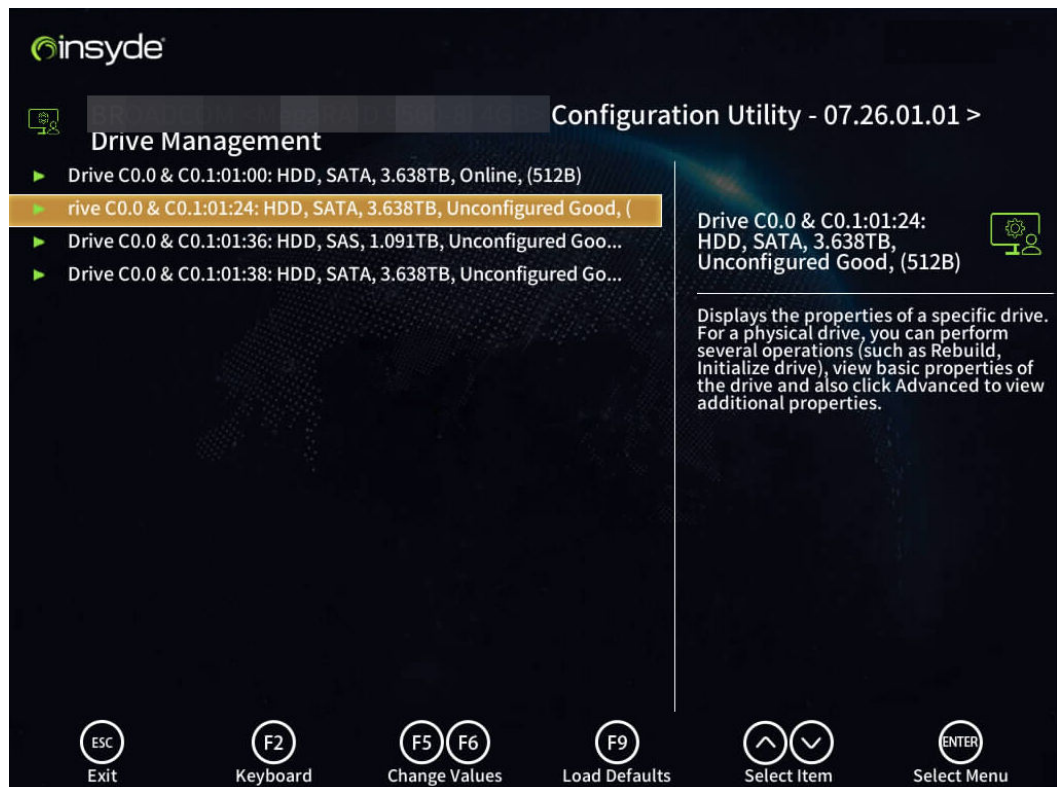 insyde
Configuration Utility - 07.26.01.01 >
Drive Management
Drive C0.0 & C0.1:01:00: HDD, SATA, 3.638TB, Online, (512B)
rive C0.0 & C0.1:01:24: HDD, SATA, 3.638TB, Unconfigured Good, (
Drive C0.0 & C0.1:01:36: HDD, SAS, 1.091TB, Unconfigured Goo...
Drive C0.0 & C0.1:01:38: HDD, SATA, 3.638TB, Unconfigured Go...
Drive C0.0 & C0.1:01:24:
HDD, SATA, 3.638TB,
Unconfigured Good, (512B)
Displays the properties of a specific drive.
For a physical drive, you can perform
several operations (such as Rebuild,
Initialize drive), view basic properties of
the drive and also click Advanced to view
additional properties.
ESC F2 F5 F6 F9 ENTER
Exit Keyboard Change Values Load Defaults Select Item Select Menu